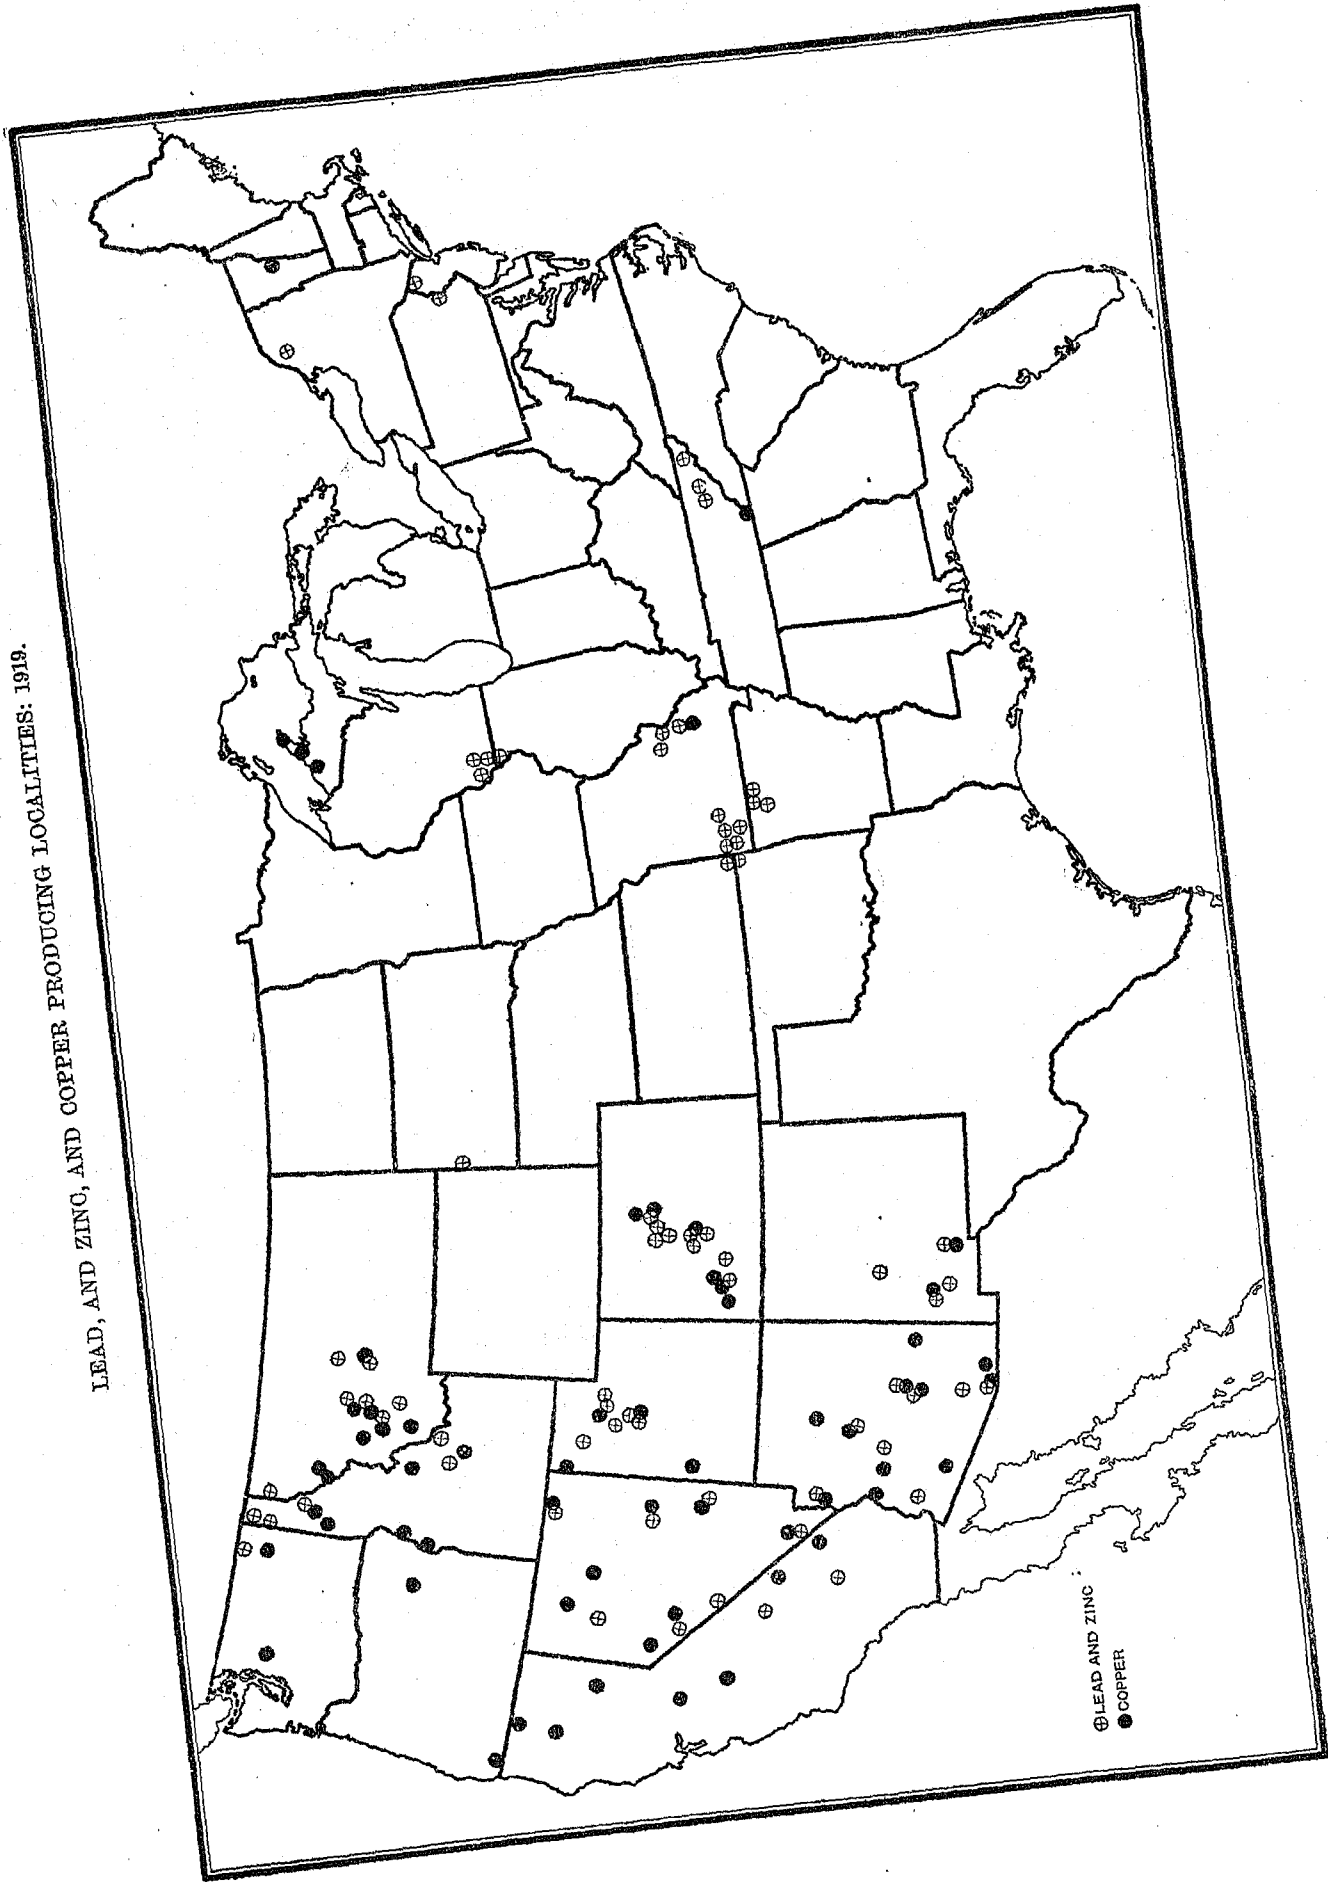 LEAD, AND ZINC, AND COPPER PRODUCING LOCALITIES: 1919.
LEAD AND ZINC
COPPER